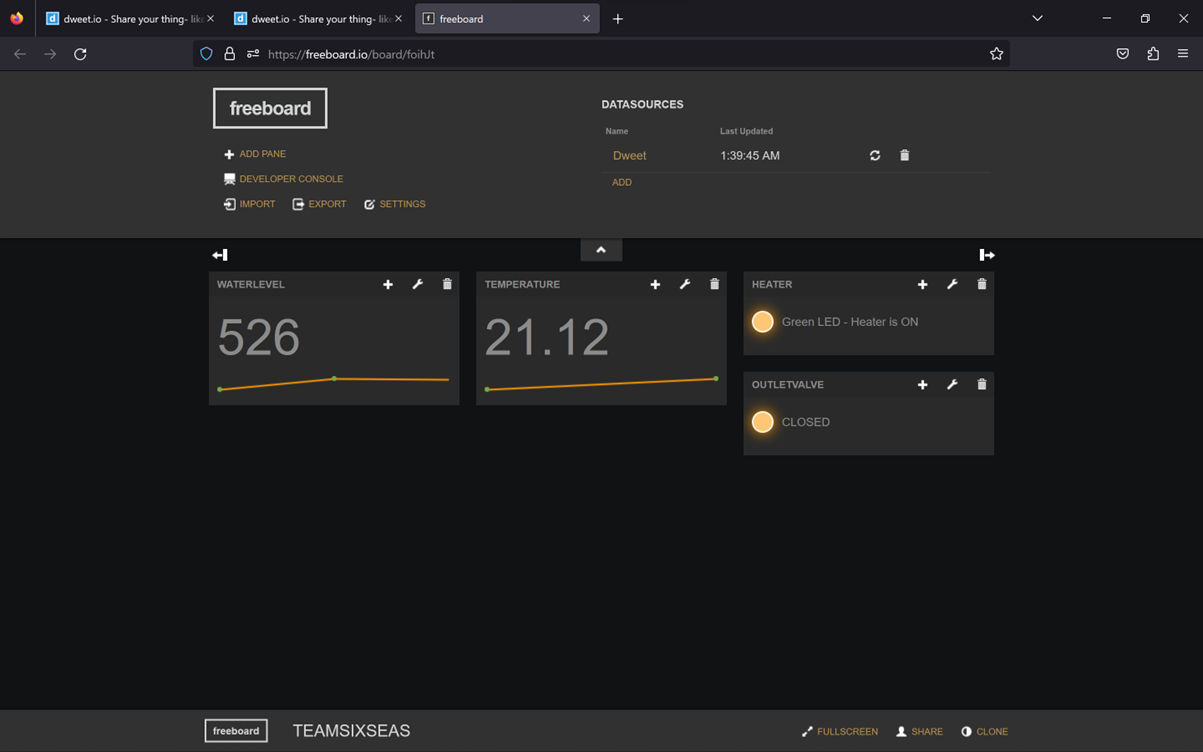 dweet.io - Share your thing- like
dweet.io - Share your thing- like
freeboard
https://freeboard.io/board/foihJt
freeboard
ADD PANE
DEVELOPER CONSOLE
IMPORT EXPORT SETTINGS
DATASOURCES
Name Last Updated
Dweet 1:39:45 AM
ADD
WATERLEVEL
526
TEMPERATURE
21.12
HEATER
Green LED - Heater is ON
OUTLETVALVE
CLOSED
freeboard
TEAMSIXSEAS
FULLSCREEN SHARE CLONE